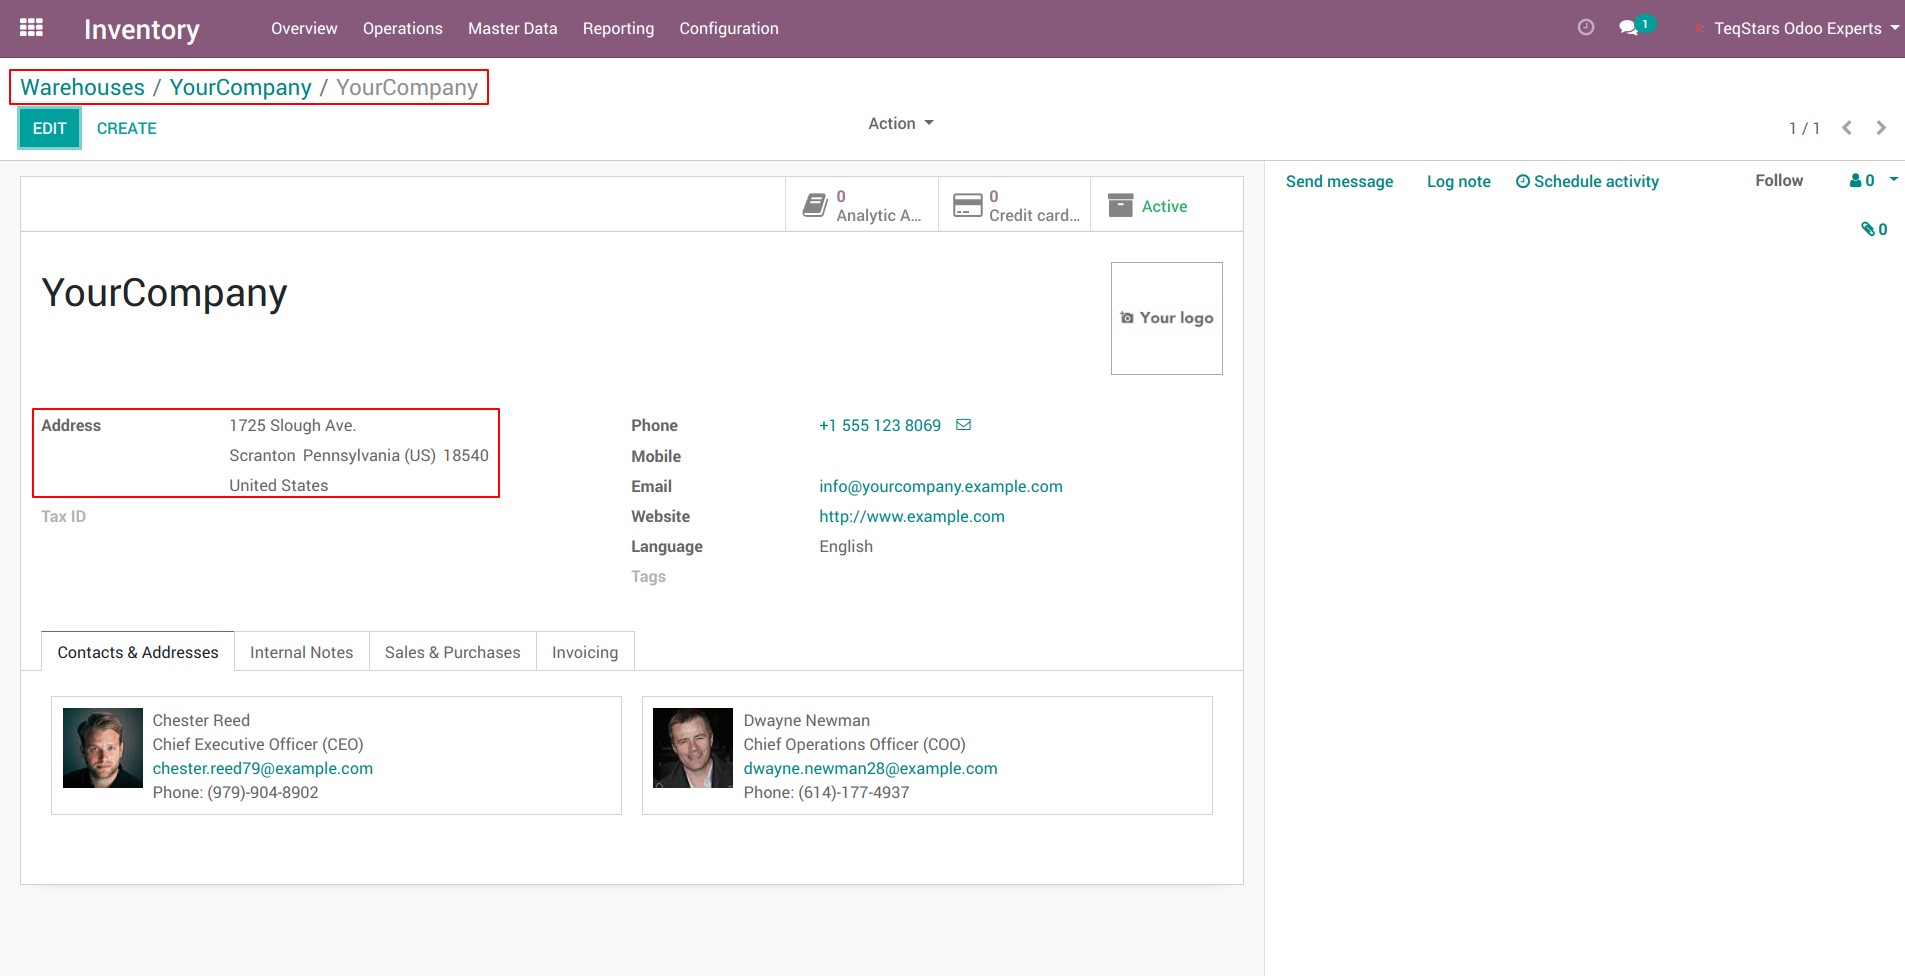 Inventory Overview Operations Master Data Reporting Configuration 1 TeqStars Odoo Experts
Warehouses / YourCompany / YourCompany
EDIT CREATE Action 1 / 1
Send message Log note Schedule activity Follow 0
0
0
Analytic A...
0
Credit card...
Active
YourCompany
Your logo
Address 1725 Slough Ave.
Scranton Pennsylvania (US) 18540
United States
Tax ID
Phone +1 555 123 8069
Mobile
Email info@yourcompany.example.com
Website http://www.example.com
Language English
Tags
Contacts & Addresses Internal Notes Sales & Purchases Invoicing
Chester Reed
Chief Executive Officer (CEO)
chester.reed79@example.com
Phone: (979)-904-8902
Dwayne Newman
Chief Operations Officer (COO)
dwayne.newman28@example.com
Phone: (614)-177-4937